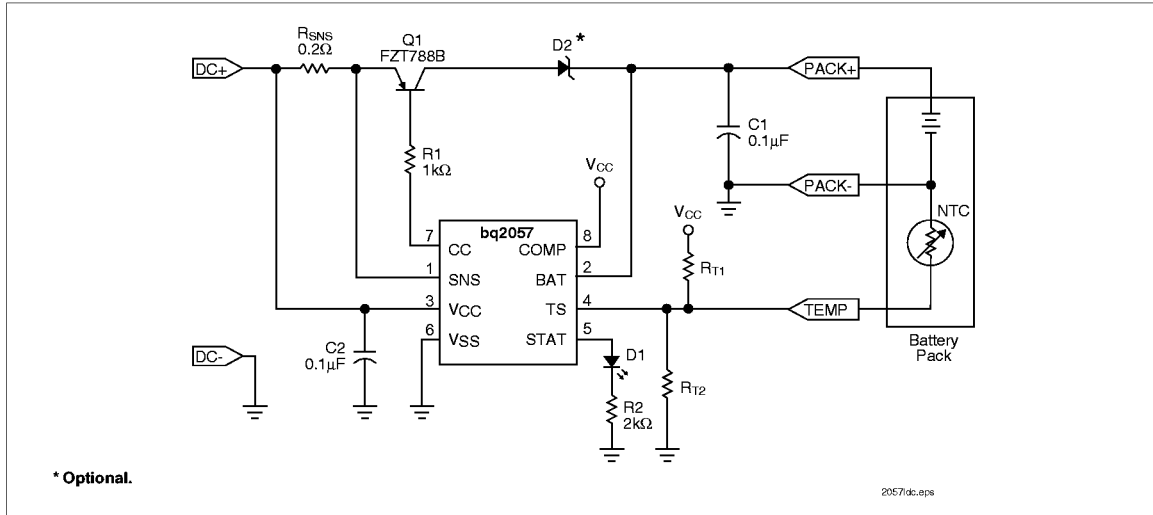 DC+
RSNS
0.2Ω
Q1
FZT788B
D2*
PACK+
C1
0.1µF
R1
1kΩ
VCC
PACK-
NTC
bq2057
7
CC
COMP
8
VCC
1
SNS
BAT
2
RT1
3
VCC
TS
4
TEMP
6
VSS
STAT
5
Battery
Pack
DC-
C2
0.1µF
D1
RT2
R2
2kΩ
* Optional.
2057ldc.eps